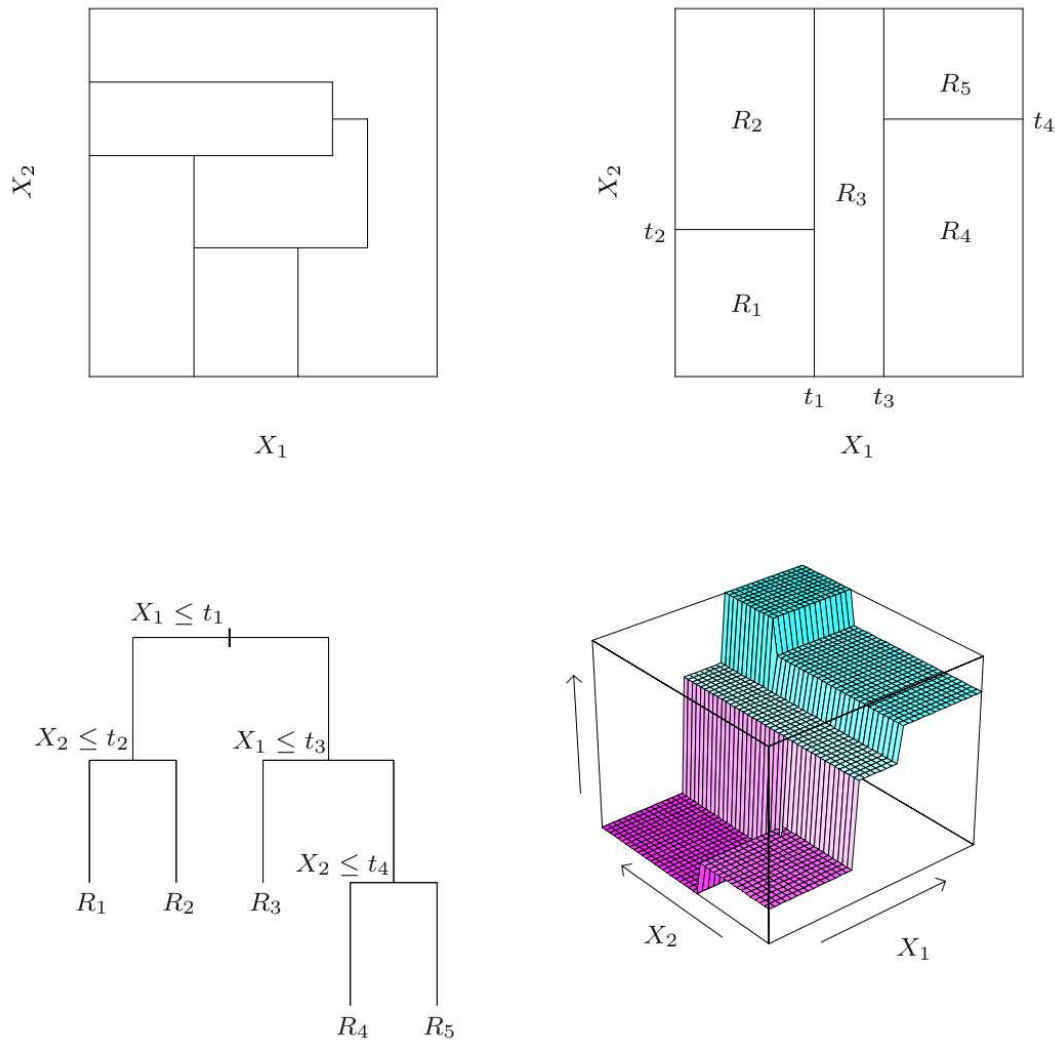 X₂
X₁
X₂
R₅
R₂
t₄
R₃
t₂
R₄
R₁
t₁ t₃
X₁
X₁ ≤ t₁
X₂ ≤ t₂
X₁ ≤ t₃
X₂ ≤ t₄
R₁ R₂ R₃
R₄ R₅
X₂
X₁